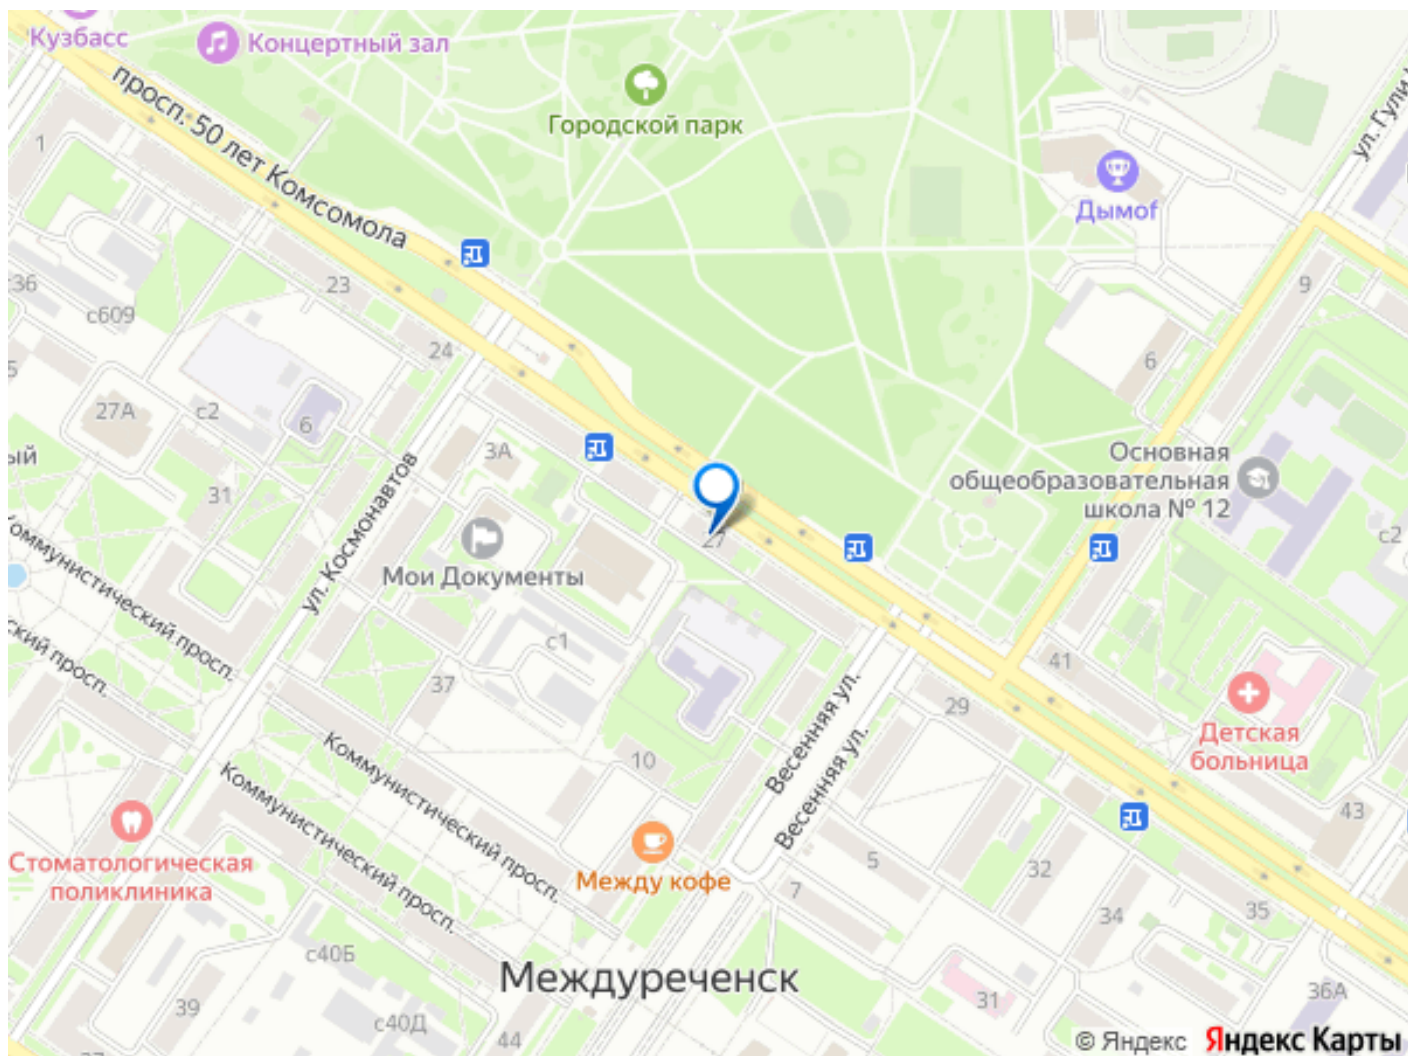 Кузбасс
Концертный зал
просп. 50 лет Комсомола
Городской парк
ул. Гули
Дымоf
1
23
36
с609
24
9
6
5
27А
с2
6
3А
ый
31
Основная
общеобразовательная
школа № 12
с2
27
Мои Документы
ул. Космонавтов
Коммунистический просп.
ский просп.
с1
37
41
29
Детская
больница
10
Весенняя ул.
Весенняя ул.
Коммунистический просп.
Коммунистический просп.
43
Стоматологическая
поликлиника
Между кофе
5
7
32
34
35
с40Б
Междуреченск
39
с40Д
44
31
36А
© Яндекс
Яндекс Карты